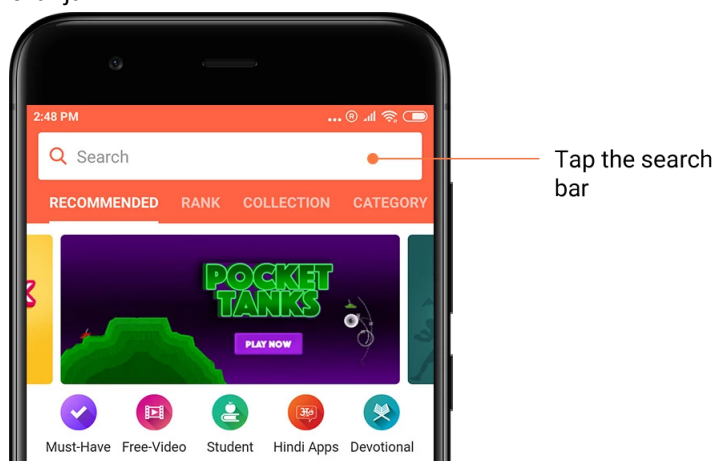 2:48 PM
Search
Tap the search
bar
RECOMMENDED RANK COLLECTION CATEGORY
POCKET
TANKS
PLAY NOW
Must-Have Free-Video Student Hindi Apps Devotional